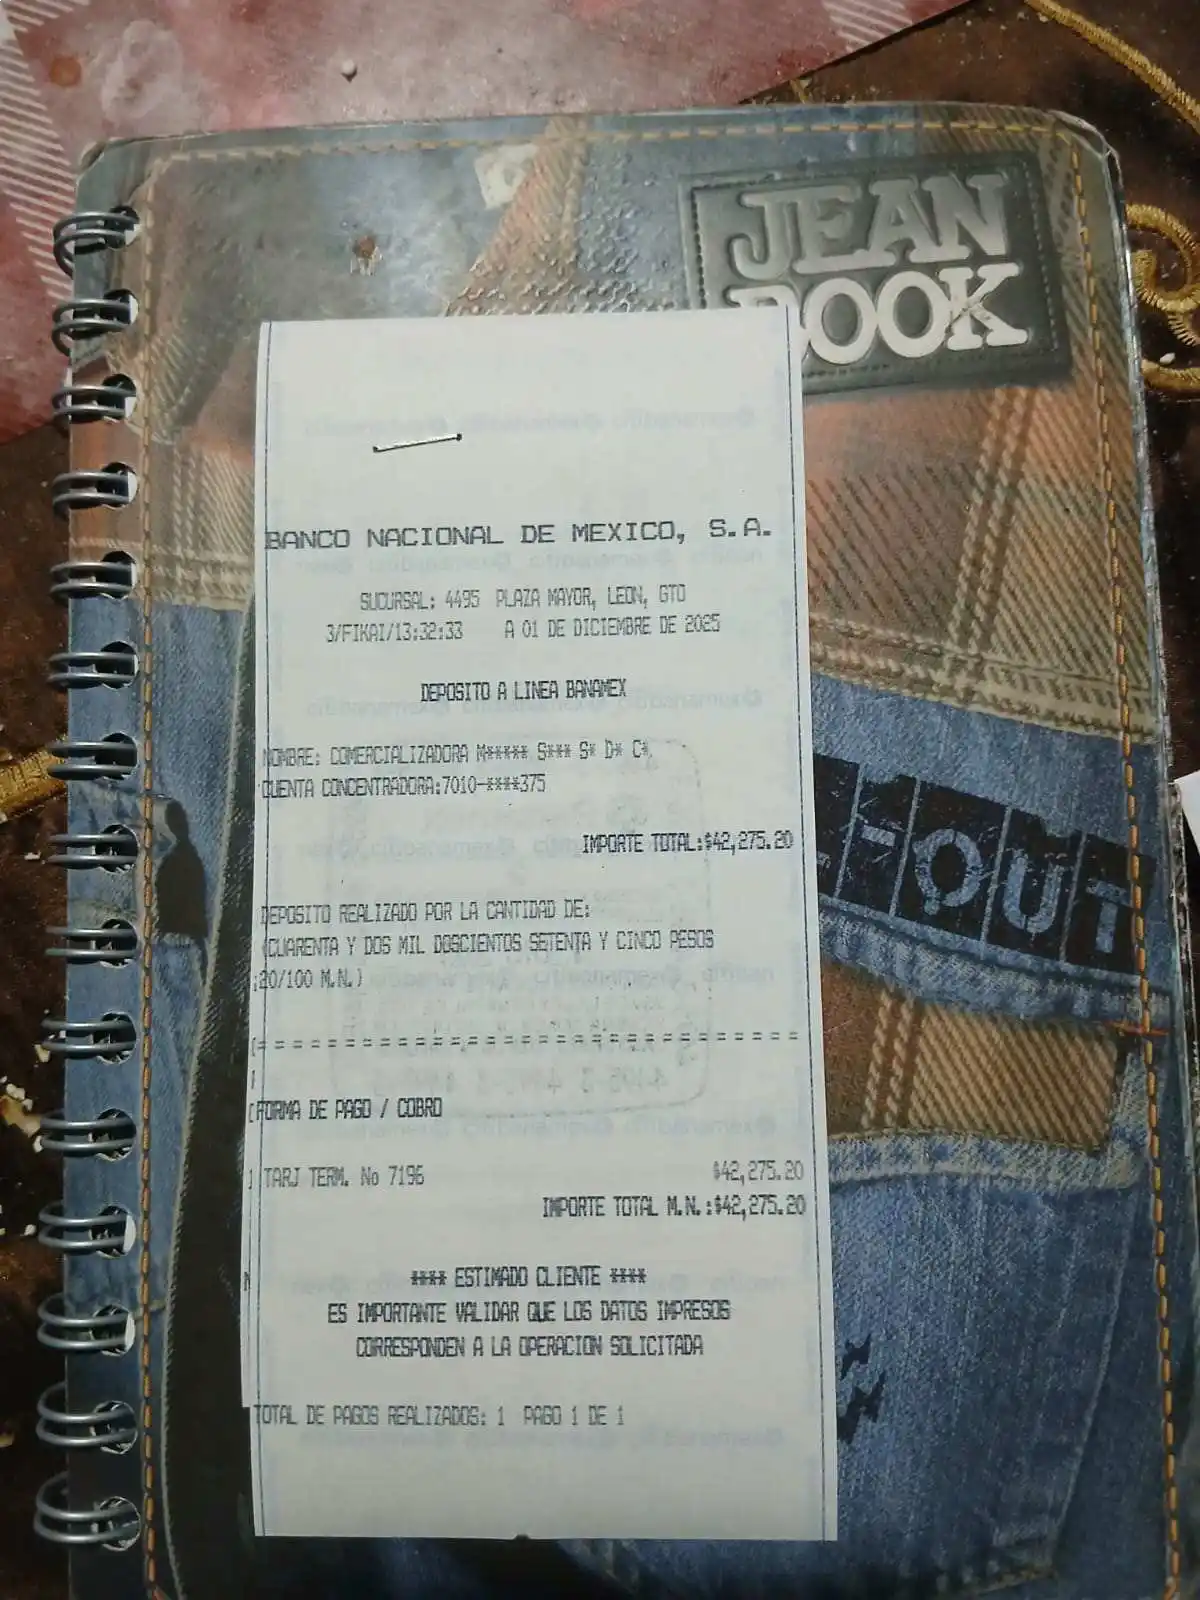 JEAN
BOOK
BANCO NACIONAL DE MEXICO, S.A.
SUCURSAL: 4495 PLAZA MAYOR, LEON, GTO
3/FIKAI/13:32:33 A 01 DE DICIEMBRE DE 2025
DEPOSITO A LINEA BANAMEX
NOMBRE: COMERCIALIZADORA M***** S*** S* D* C*
CUENTA CONCENTRADORA:7010-****375
IMPORTE TOTAL:$42,275.20
DEPOSITO REALIZADO POR LA CANTIDAD DE:
(CUARENTA Y DOS MIL DOSCIENTOS SETENTA Y CINCO PESOS
20/100 M.N.)
FORMA DE PAGO / COBRO
TARJ TERM. No 7196 $42,275.20
IMPORTE TOTAL M.N.:$42,275.20
**** ESTIMADO CLIENTE ****
ES IMPORTANTE VALIDAR QUE LOS DATOS IMPRESOS
CORRESPONDEN A LA OPERACION SOLICITADA
TOTAL DE PAGOS REALIZADOS: 1 PAGO 1 DE 1
-OUT